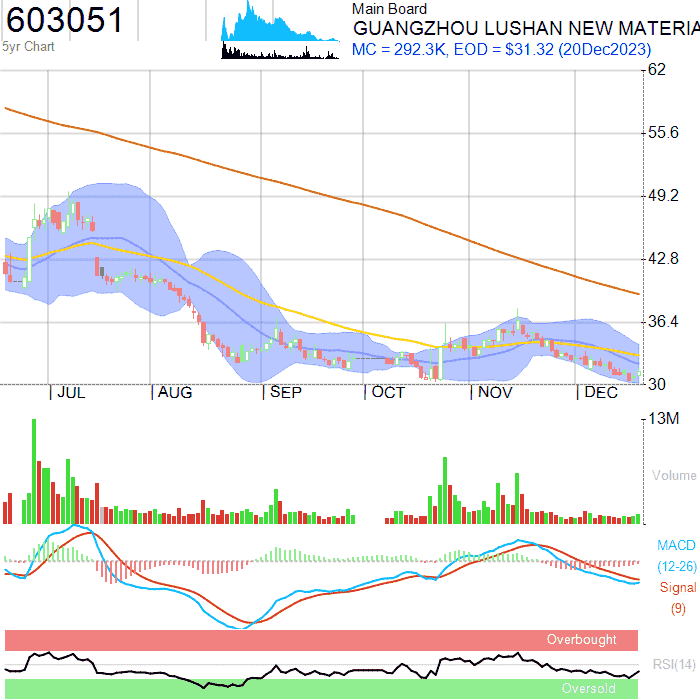 603051
5yr Chart
Main Board
GUANGZHOU LUSHAN NEW MATERIA
MC = 292.3K, EOD = $31.32 (20Dec2023)
62
55.6
49.2
42.8
36.4
30
JUL AUG SEP OCT NOV DEC
13M
Volume
MACD
(12-26)
Signal
(9)
Overbought
RSI(14)
Oversold